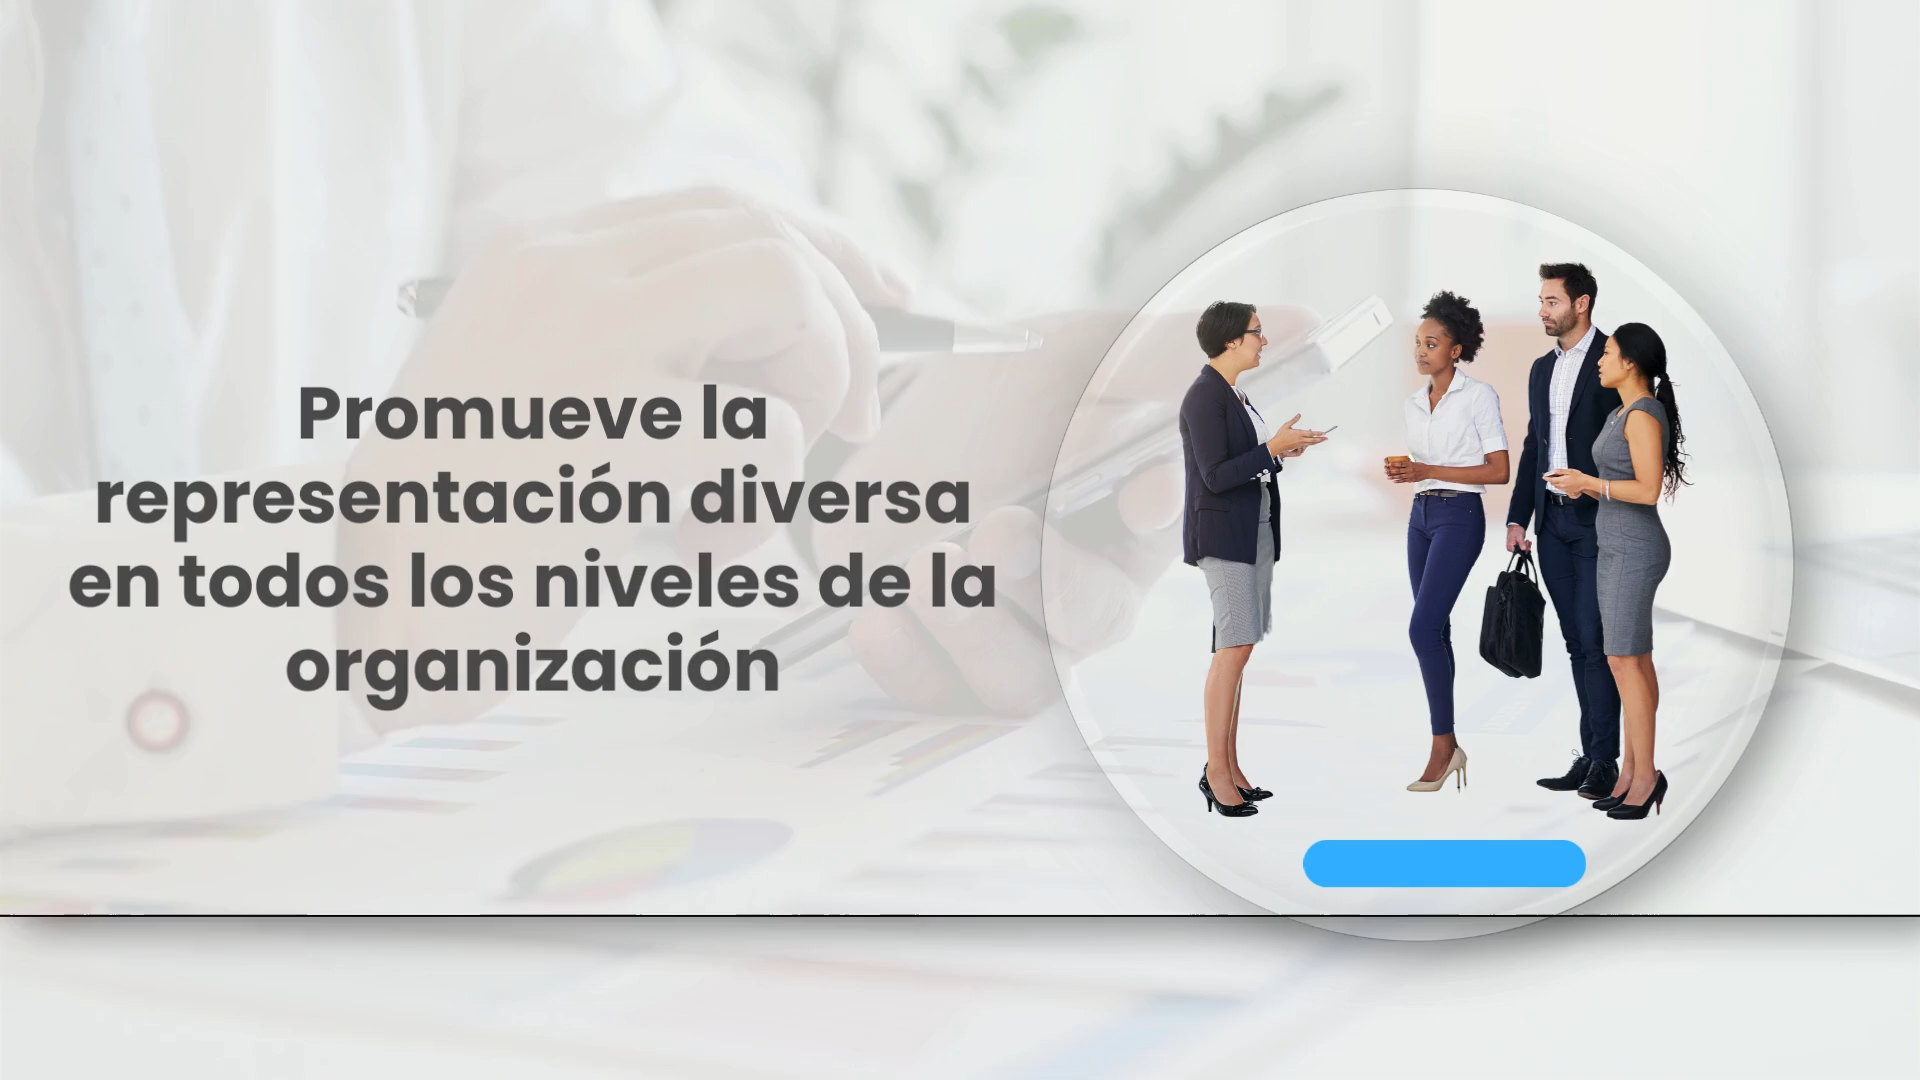 Promueve la
representación diversa
en todos los niveles de la
organización